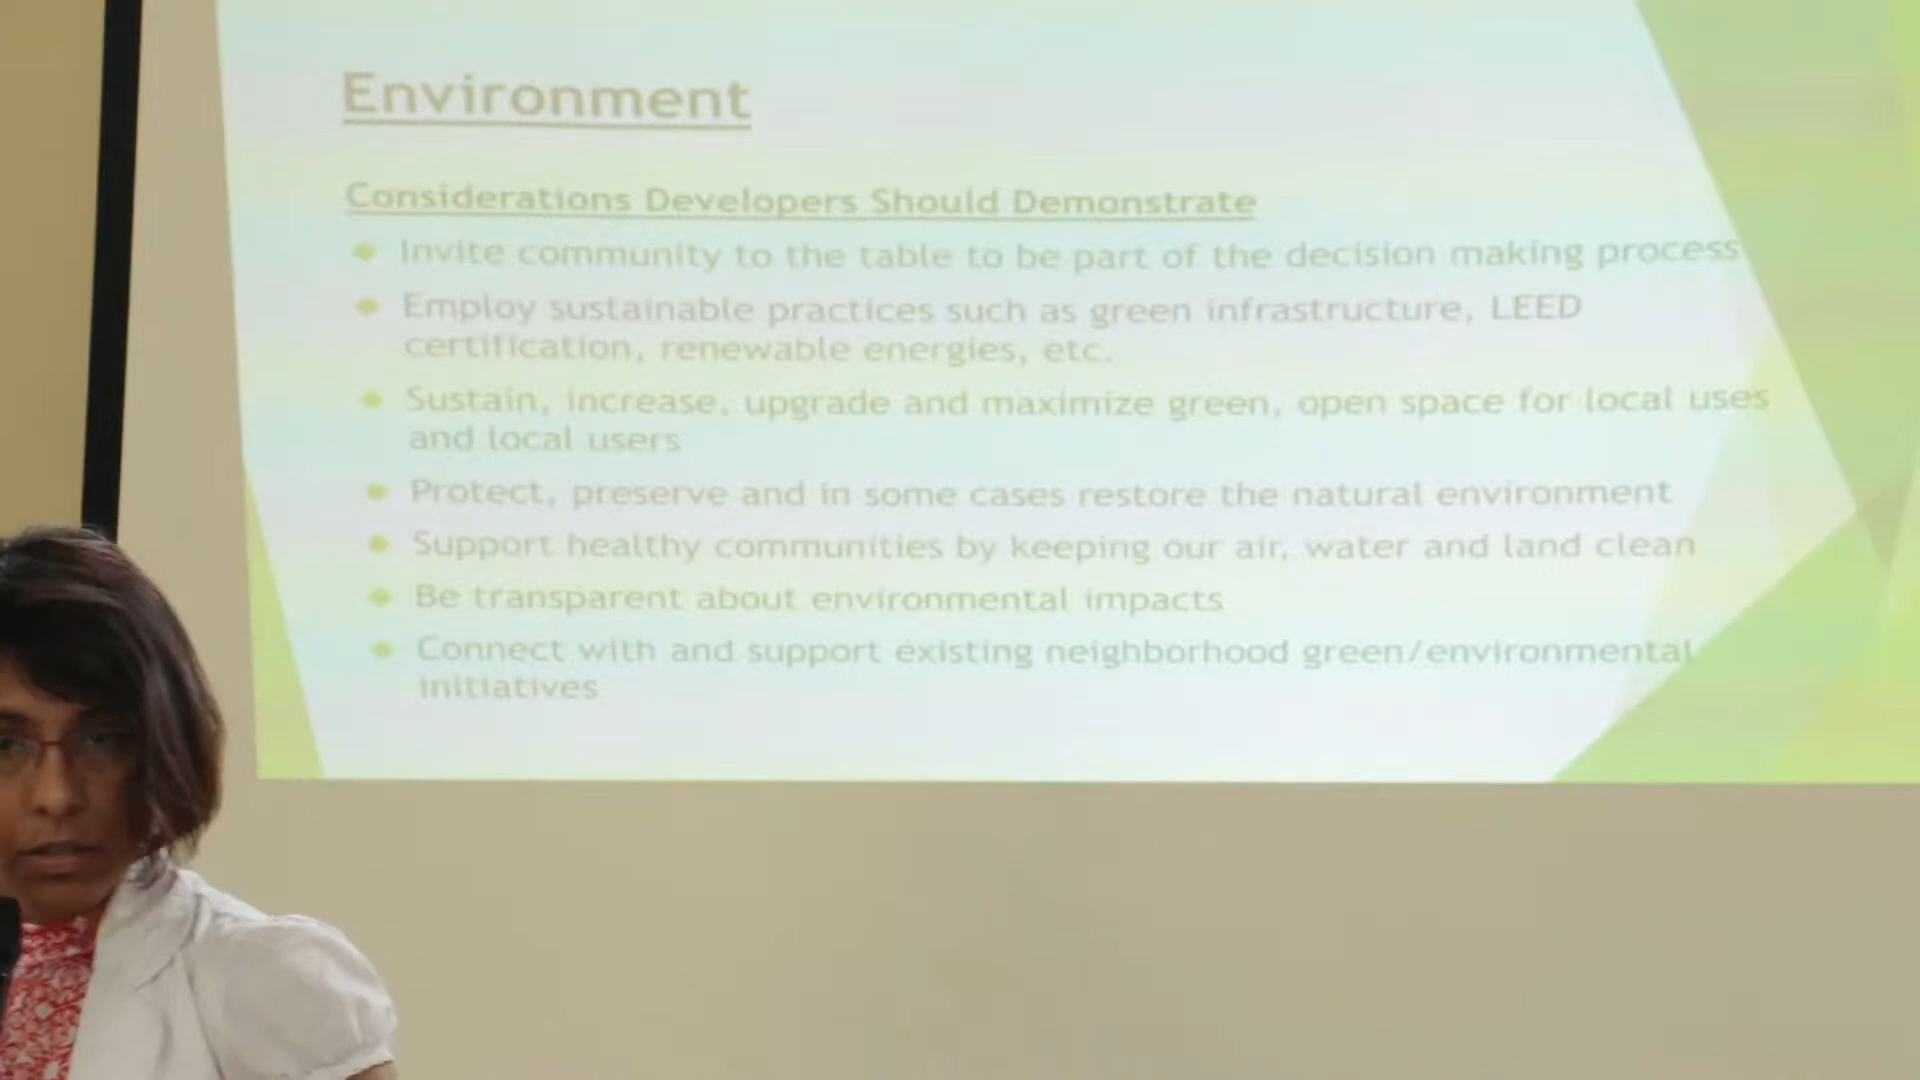 Environment
Considerations Developers Should Demonstrate
Invite community to the table to be part of the decision making process
Employ sustainable practices such as green infrastructure, LEED
certification, renewable energies, etc.
Sustain, increase, upgrade and maximize green, open space for local uses
and local users
Protect, preserve and in some cases restore the natural environment
Support healthy communities by keeping our air, water and land clean
Be transparent about environmental impacts
Connect with and support existing neighborhood green/environmental
initiatives